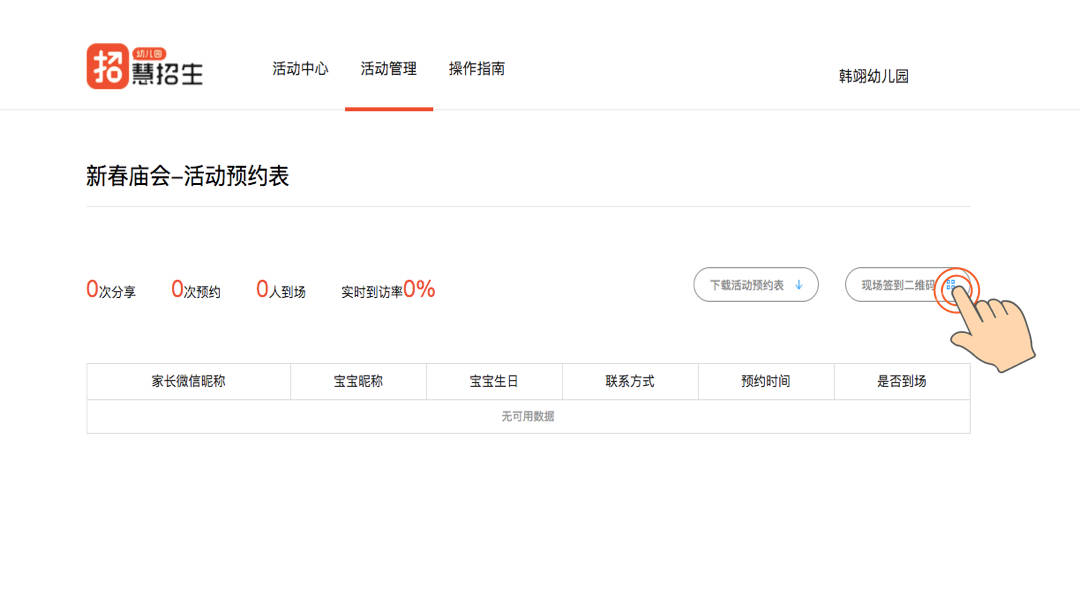 招 幼儿园
慧招生
活动中心 活动管理 操作指南
韩翊幼儿园
新春庙会–活动预约表
0次分享 0次预约 0人到场 实时到访率0%
下载活动预约表 现场签到二维码
家长微信昵称 宝宝昵称 宝宝生日 联系方式 预约时间 是否到场
无可用数据